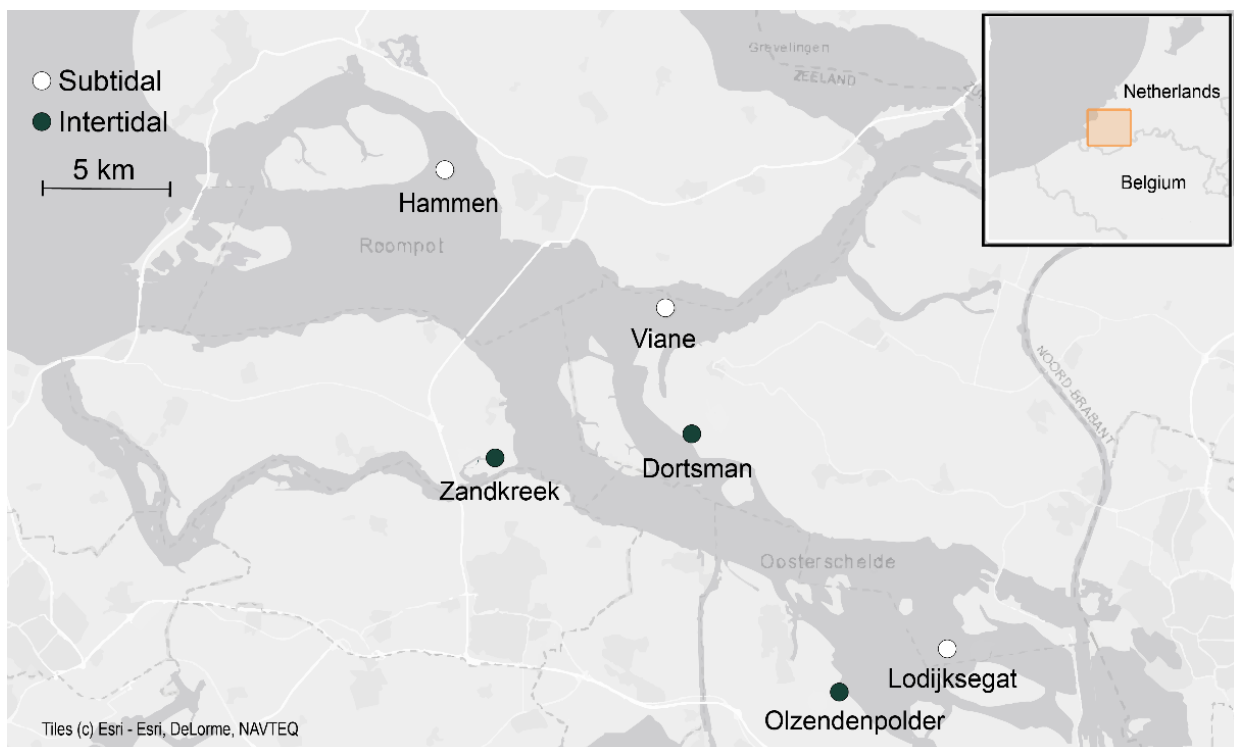 Subtidal
Intertidal
5 km
Hammen
Roompot
Grevelingen
ZEELAND
Netherlands
Belgium
Viane
NOORD-BRABANT
Dortsman
Zandkreek
Oosterschelde
Lodijksegat
Olzendenpolder
Tiles (c) Esri - Esri, DeLorme, NAVTEQ